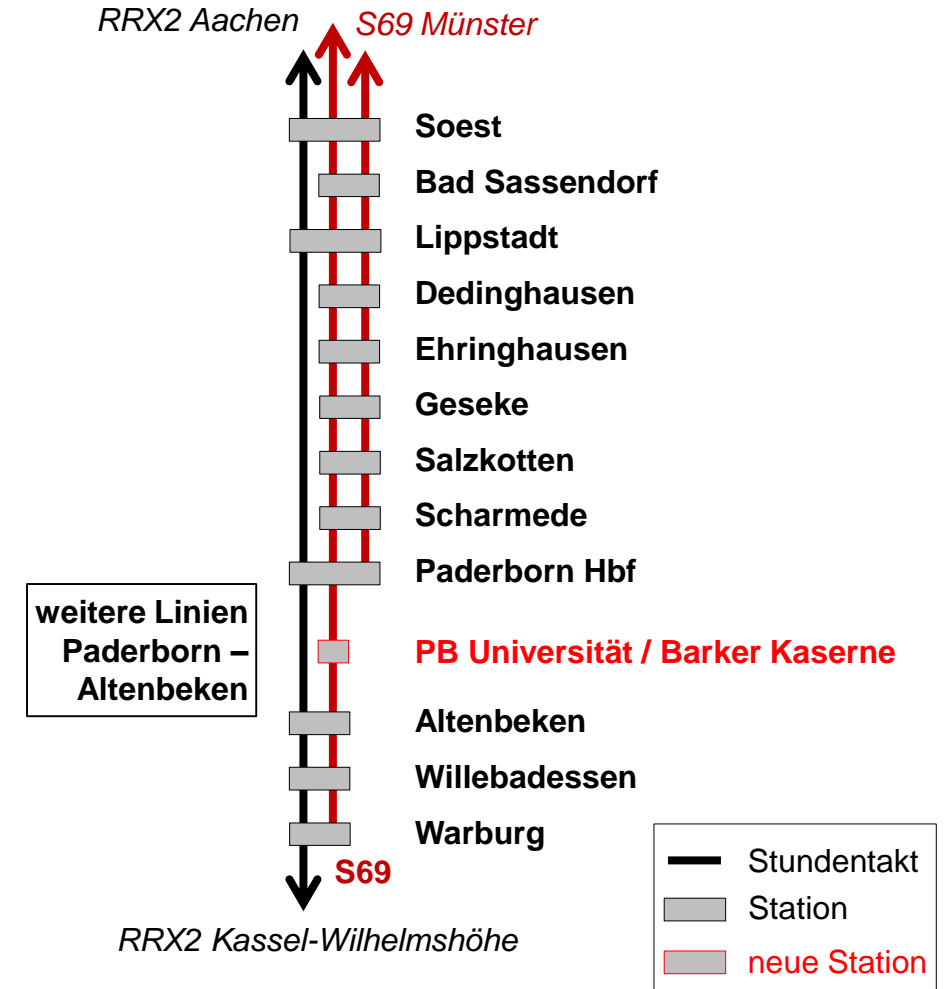 RRX2 Aachen
S69 Münster
Soest
Bad Sassendorf
Lippstadt
Dedinghausen
Ehringhausen
Geseke
Salzkotten
Scharmede
Paderborn Hbf
weitere Linien
Paderborn –
Altenbeken
PB Universität / Barker Kaserne
Altenbeken
Willebadessen
Warburg
S69
RRX2 Kassel-Wilhelmshöhe
Stundentakt
Station
neue Station